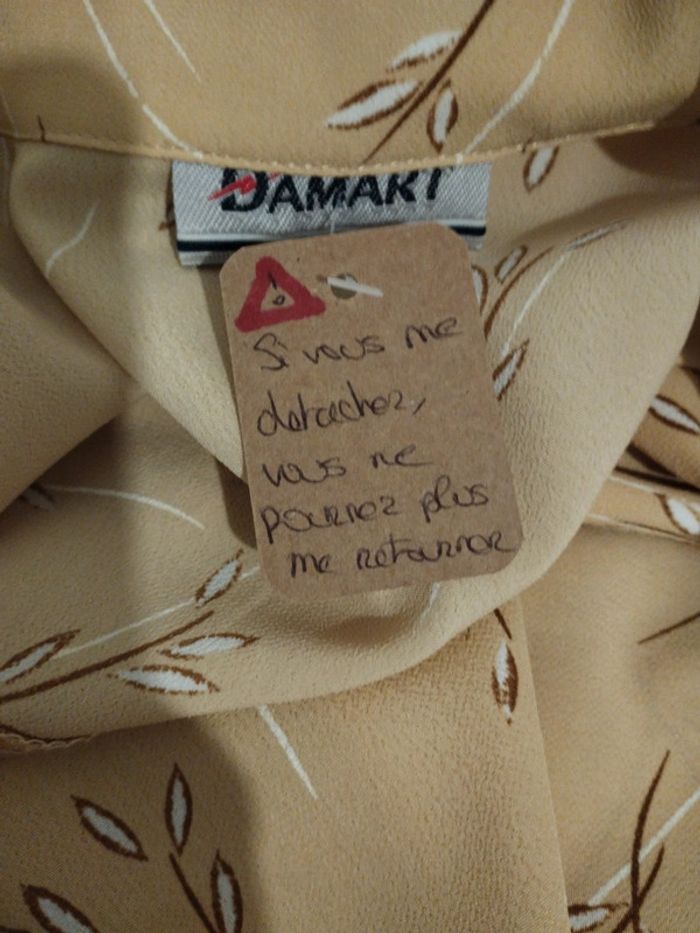 DAMART
!
Si vous me
detachez,
vous ne
pourrez plus
me retourner